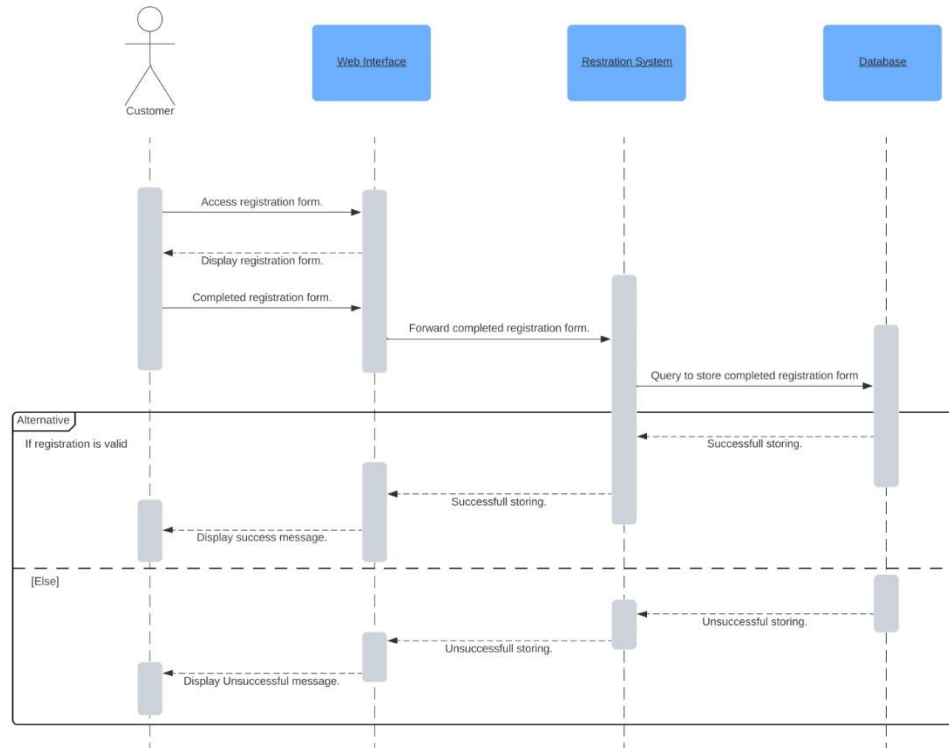 Customer
Web Interface
Restration System
Database
Access registration form.
Display registration form.
Completed registration form.
Forward completed registration form.
Query to store completed registration form
Alternative
If registration is valid
Successfull storing.
Successfull storing.
Display success message.
[Else]
Unsuccessful storing.
Unsuccessfull storing.
Display Unsuccessful message.